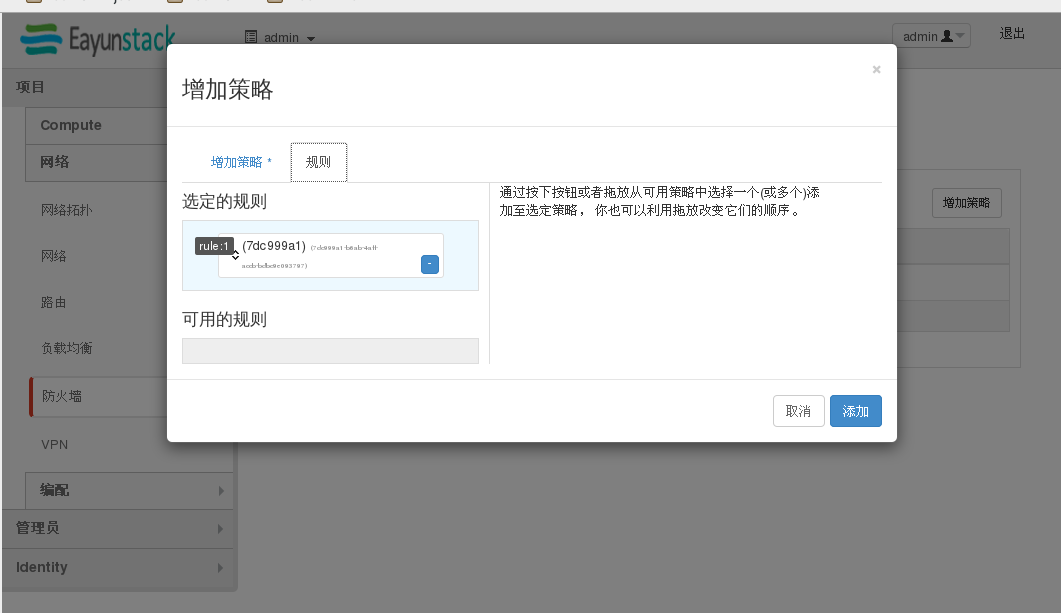 Eayunstack
admin
admin
退出
项目
Compute
网络
网络拓扑
网络
路由
负载均衡
防火墙
VPN
编配
管理员
Identity
增加策略
×
增加策略
增加策略 *
规则
选定的规则
rule:1
(7dc999a1)
-
可用的规则
通过按下按钮或者拖放从可用策略中选择一个(或多个)添
加至选定策略， 你也可以利用拖放改变它们的顺序 。
取消
添加